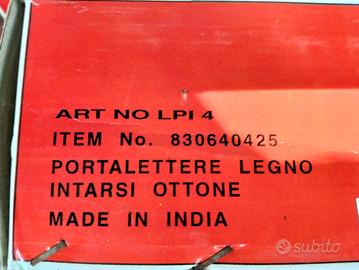 ART NO LPI 4
ITEM No. 830640425
PORTALETTERE LEGNO
INTARSI OTTONE
MADE IN INDIA
subito